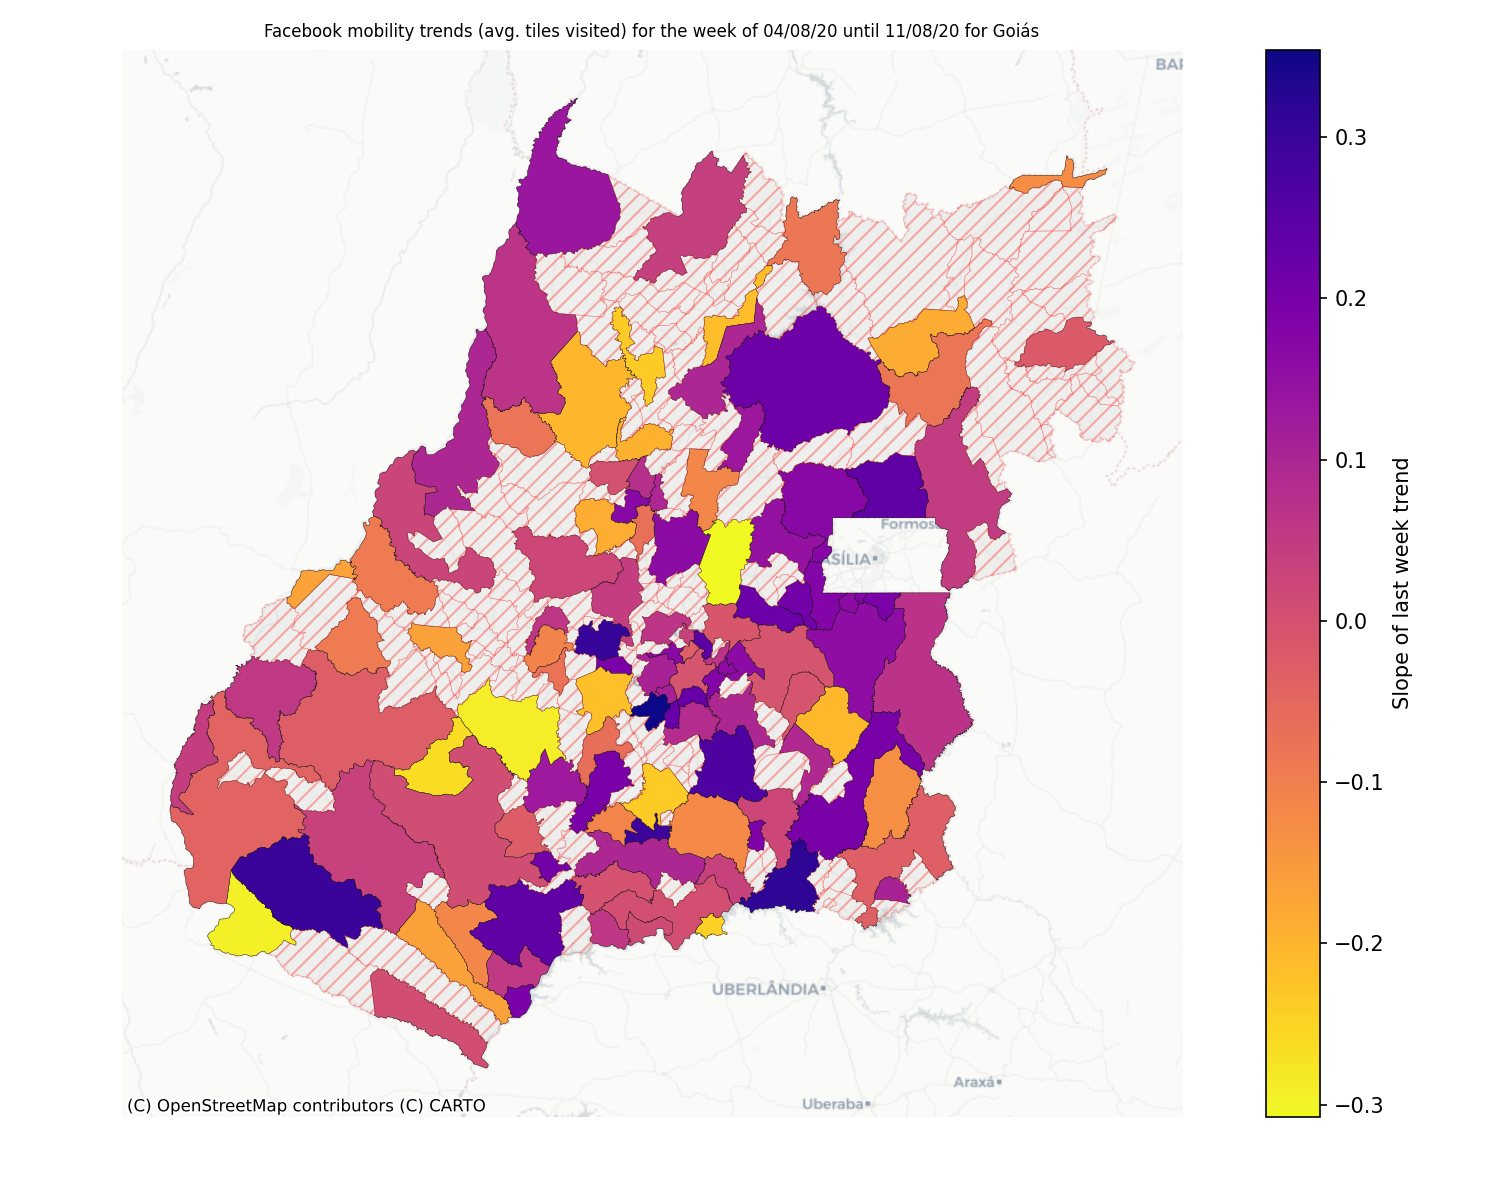 Facebook mobility trends (avg. tiles visited) for the week of 04/08/20 until 11/08/20 for Goiás
BAR
0.3
0.2
0.1
0.0
−0.1
−0.2
−0.3
Slope of last week trend
Formos
ASÍLIA
UBERLÂNDIA
Araxá
Uberaba
(C) OpenStreetMap contributors (C) CARTO